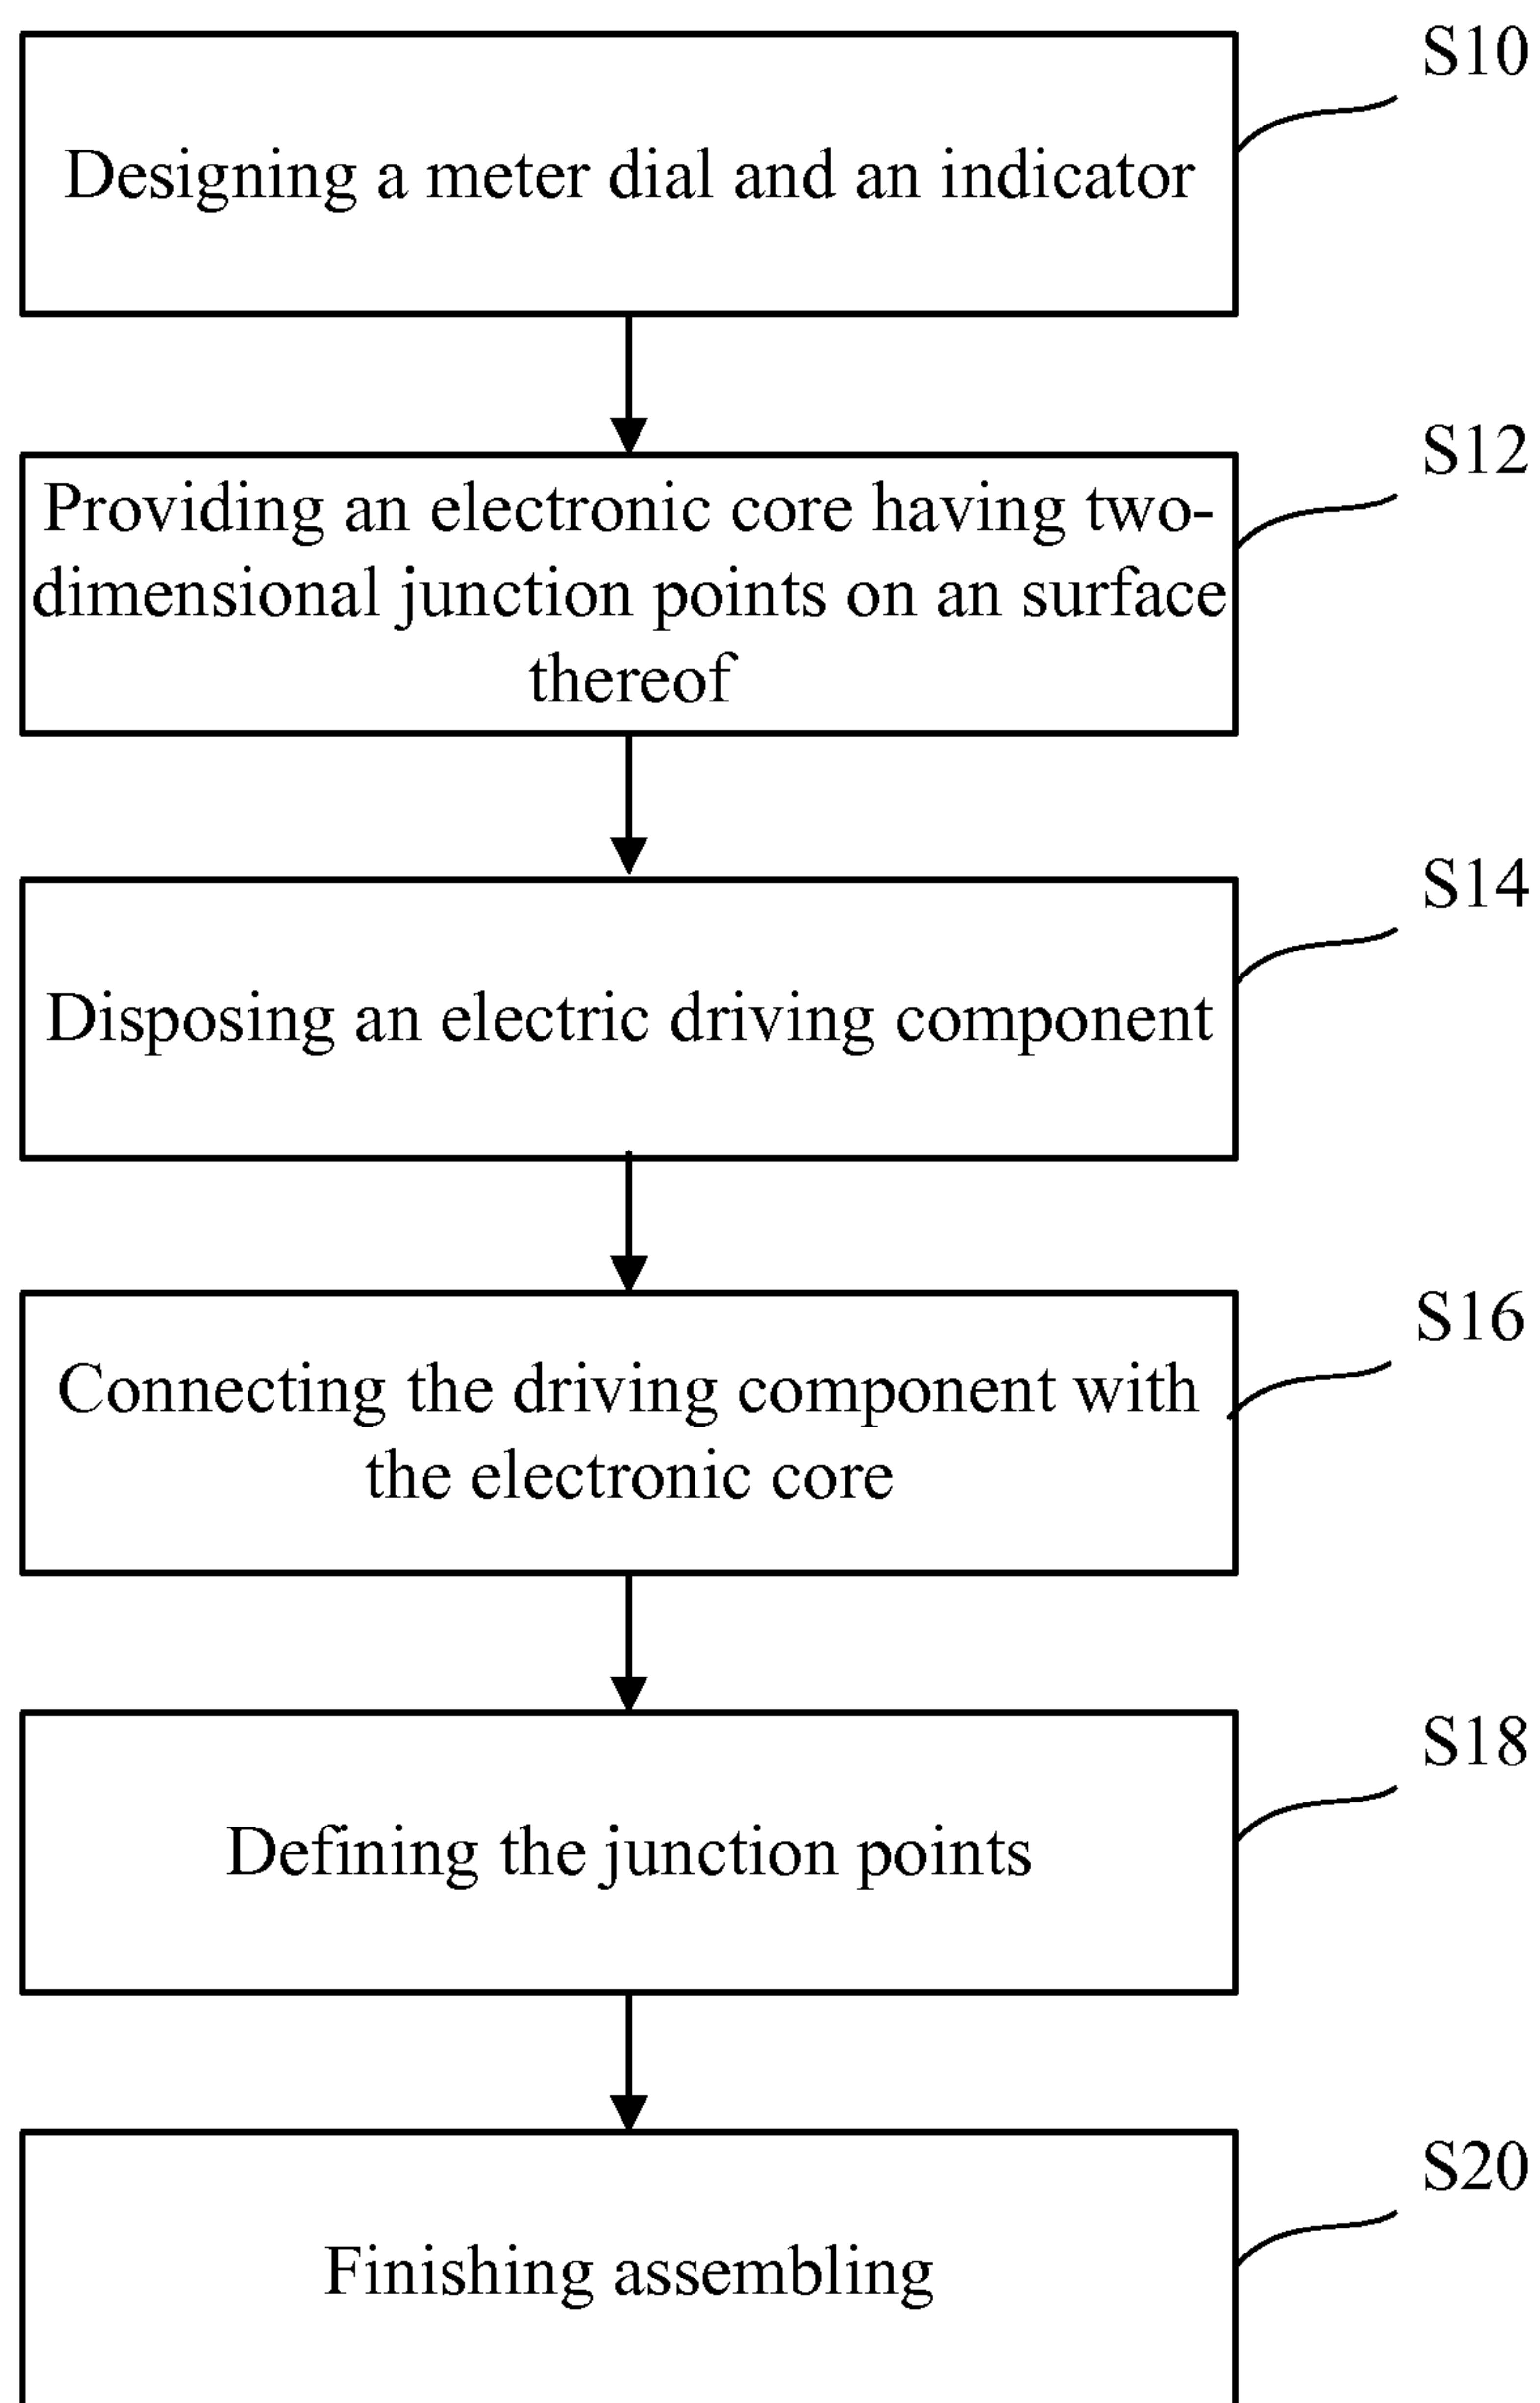 S10
Designing a meter dial and an indicator
S12
Providing an electronic core having two-
dimensional junction points on an surface
thereof
S14
Disposing an electric driving component
S16
Connecting the driving component with
the electronic core
S18
Defining the junction points
S20
Finishing assembling